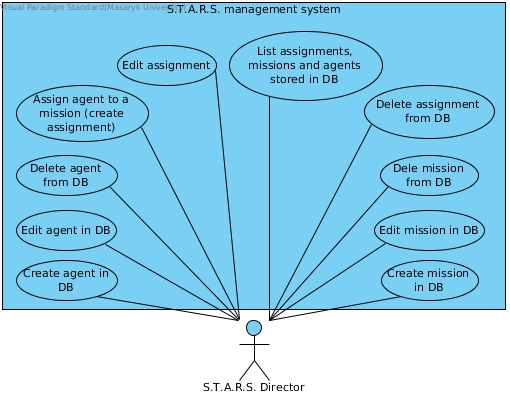 Visual Paradigm Standard(Masaryk University)
S.T.A.R.S. management system
Edit assignment
List assignments,
missions and agents
stored in DB
Assign agent to a
mission (create
assignment)
Delete assignment
from DB
Delete agent
from DB
Dele mission
from DB
Edit agent in DB
Edit mission in DB
Create agent in
DB
Create mission
in DB
S.T.A.R.S. Director